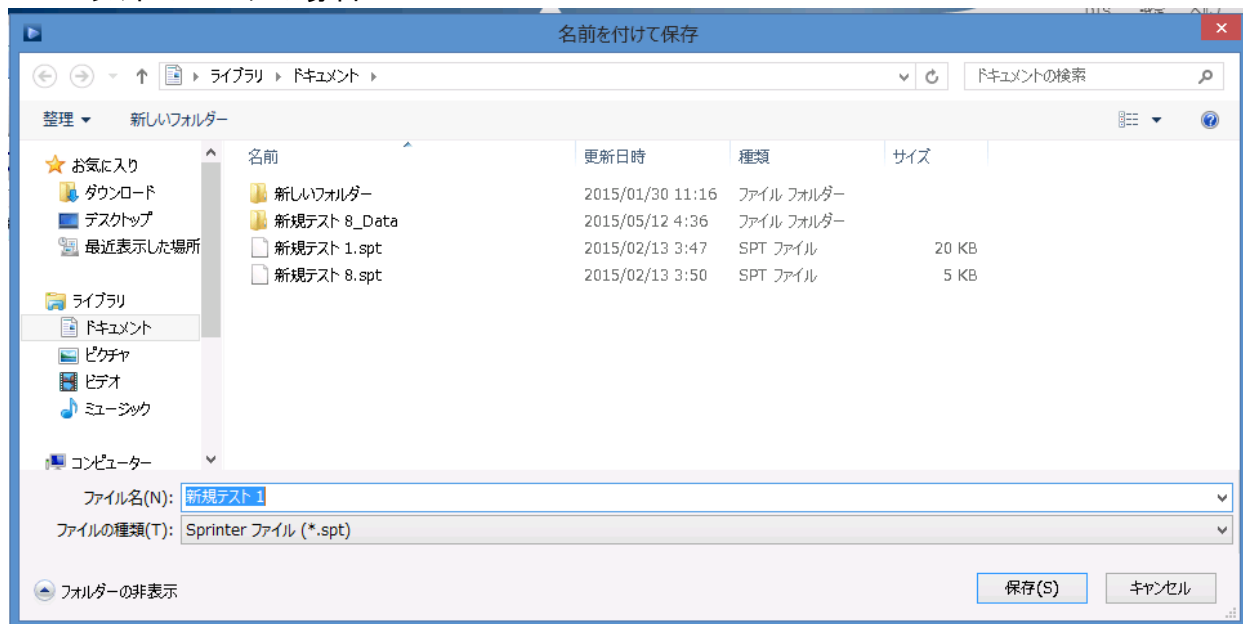 名前を付けて保存
ライブラリ ドキュメント ドキュメントの検索
整理 新しいフォルダー
お気に入り
ダウンロード
デスクトップ
最近表示した場所
ライブラリ
ドキュメント
ピクチャ
ビデオ
ミュージック
コンピューター
名前 更新日時 種類 サイズ
新しいフォルダー 2015/01/30 11:16 ファイル フォルダー
新規テスト 8_Data 2015/05/12 4:36 ファイル フォルダー
新規テスト 1.spt 2015/02/13 3:47 SPT ファイル 20 KB
新規テスト 8.spt 2015/02/13 3:50 SPT ファイル 5 KB
ファイル名(N): 新規テスト 1
ファイルの種類(T): Sprinter ファイル (*.spt)
フォルダーの非表示 保存(S) キャンセル